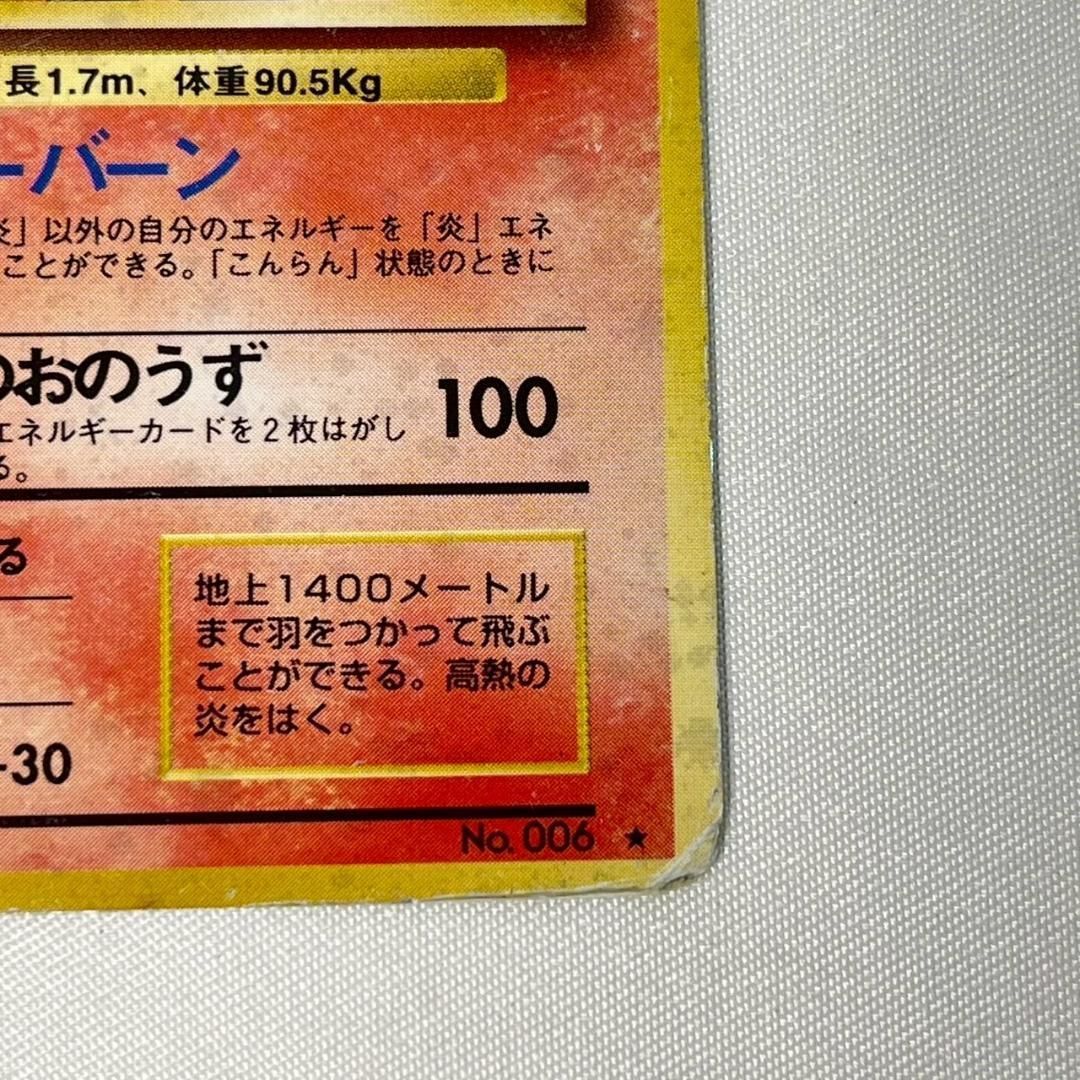 長1.7m、体重90.5Kg
ーバーン
炎」以外の自分のエネルギーを「炎」エネ
ことができる。「こんらん」状態のときに
のおのうず
100
エネルギーカードを2枚はがし
る。
る
地上1400メートル
まで羽をつかって飛ぶ
ことができる。高熱の
炎をはく。
-30
No. 006 ★